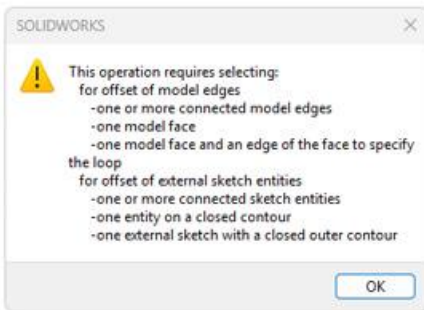 SOLIDWORKS
This operation requires selecting:
for offset of model edges
-one or more connected model edges
-one model face
-one model face and an edge of the face to specify
the loop
for offset of external sketch entities
-one or more connected sketch entities
-one entity on a closed contour
-one external sketch with a closed outer contour
OK